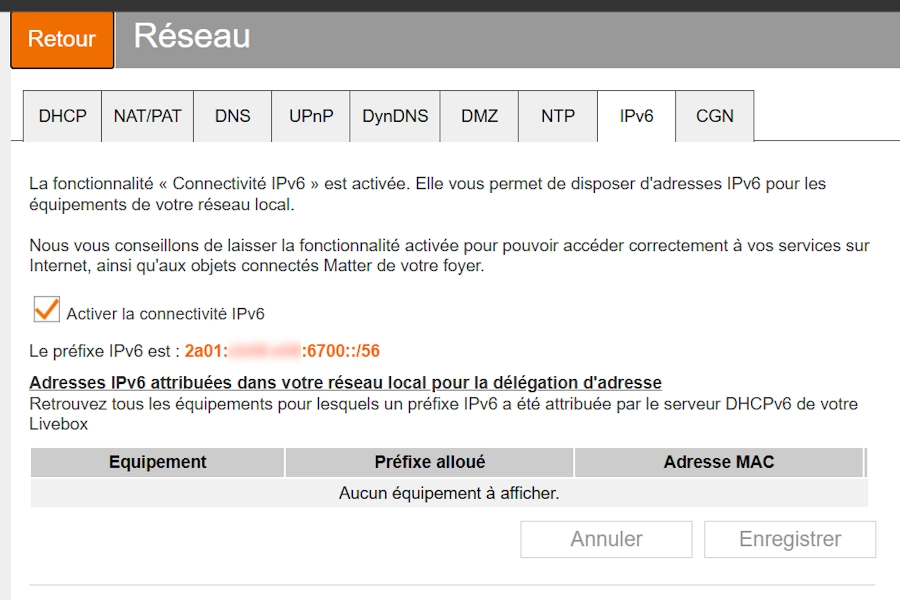 Retour
Réseau
DHCP NAT/PAT DNS UPnP DynDNS DMZ NTP IPv6 CGN
La fonctionnalité « Connectivité IPv6 » est activée. Elle vous permet de disposer d'adresses IPv6 pour les
équipements de votre réseau local.
Nous vous conseillons de laisser la fonctionnalité activée pour pouvoir accéder correctement à vos services sur
Internet, ainsi qu'aux objets connectés Matter de votre foyer.
Activer la connectivité IPv6
Le préfixe IPv6 est : 2a01: :6700::/56
Adresses IPv6 attribuées dans votre réseau local pour la délégation d'adresse
Retrouvez tous les équipements pour lesquels un préfixe IPv6 a été attribuée par le serveur DHCPv6 de votre
Livebox
Equipement Préfixe alloué Adresse MAC
Aucun équipement à afficher.
Annuler Enregistrer